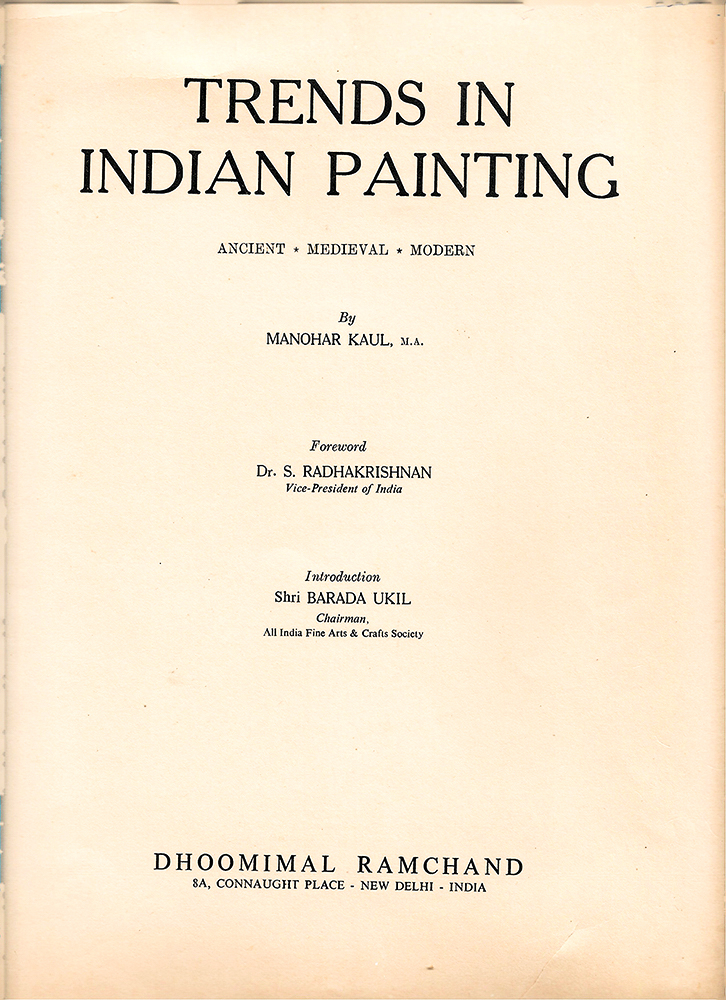 TRENDS IN
INDIAN PAINTING
ANCIENT * MEDIEVAL * MODERN
By
MANOHAR KAUL, M.A.
Foreword
Dr. S. RADHAKRISHNAN
Vice-President of India
Introduction
Shri BARADA UKIL
Chairman,
All India Fine Arts & Crafts Society
DHOOMIMAL RAMCHAND
8A, CONNAUGHT PLACE - NEW DELHI - INDIA